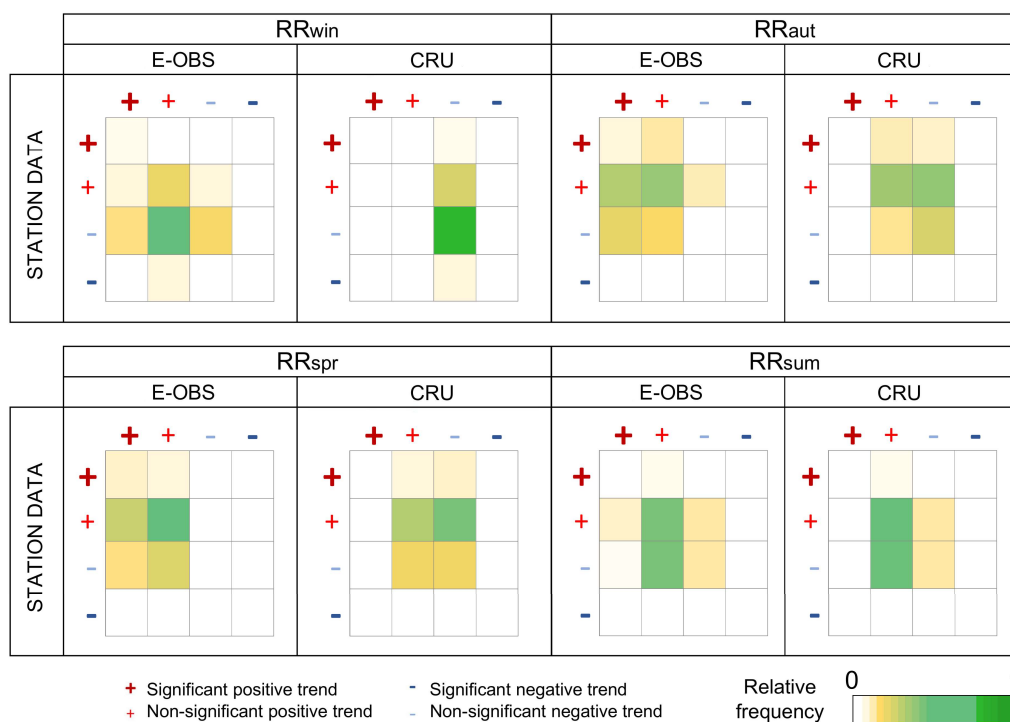 RRwin RRaut
E-OBS CRU E-OBS CRU
STATION DATA
+ + - - + + - - + + - - + + - -
+ + + +
+ + + +
- - - -
- - - -
RRspr RRsum
E-OBS CRU E-OBS CRU
STATION DATA
+ + - - + + - - + + - - + + - -
+ + + +
+ + + +
- - - -
- - - -
+ Significant positive trend - Significant negative trend
+ Non-significant positive trend - Non-significant negative trend
Relative frequency 0